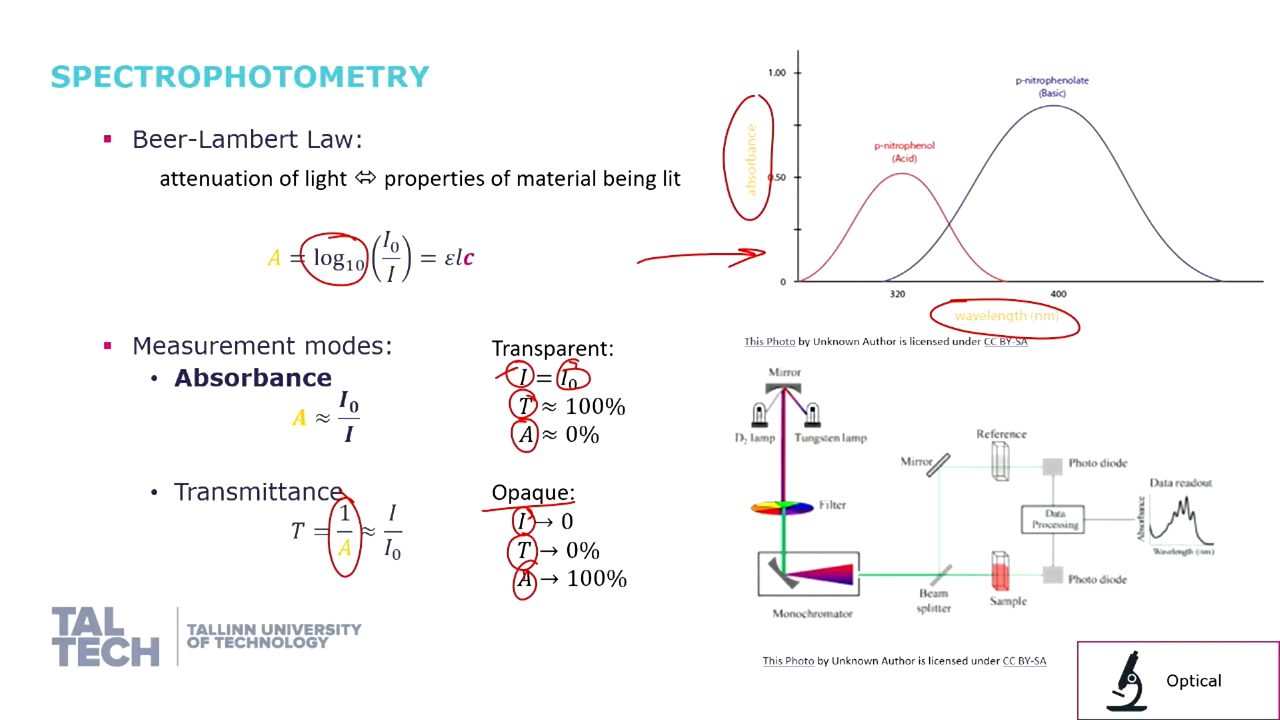 SPECTROPHOTOMETRY
▪ Beer-Lambert Law:
attenuation of light ⇔ properties of material being lit
A = log₁₀(I₀/I) = εlc
▪ Measurement modes:
• Absorbance
A ≈ I₀/I
• Transmittance
T = 1/A ≈ I/I₀
Transparent:
I = I₀
T ≈ 100%
A ≈ 0%
Opaque:
I → 0
T → 0%
A → 100%
TAL
TECH
TALLINN UNIVERSITY
OF TECHNOLOGY
absorbance
1.00
0.50
0
p-nitrophenol
(Acid)
p-nitrophenolate
(Basic)
320
400
wavelength (nm)
This Photo by Unknown Author is licensed under CC BY-SA
Mirror
D₂ lamp
Tungsten lamp
Filter
Monochromator
Mirror
Beam
splitter
Reference
Sample
Photo diode
Data
Processing
Photo diode
Data readout
Absorbance
Wavelength (nm)
This Photo by Unknown Author is licensed under CC BY-SA
Optical